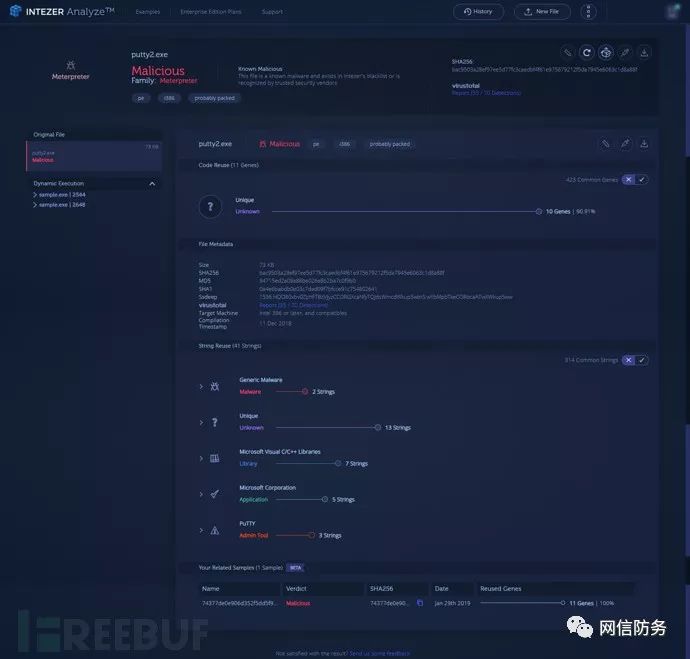 INTEZER Analyze™
Examples
Enterprise Edition Plans
Support
History
New File
Meterpreter
putty2.exe
Malicious
Family: Meterpreter
pe
i386
probably packed
Known Malicious
This file is a known malware and exists in Intezer's blacklist or is
recognized by trusted security vendors
SHA256:
virustotal
Report (55 / 70 Detections)
Original File
putty2.exe
73 KB
Malicious
Dynamic Execution
sample.exe | 2544
sample.exe | 2648
putty2.exe
Malicious
pe
i386
probably packed
Code Reuse (11 Genes)
423 Common Genes
Unique
Unknown
10 Genes | 90.91%
File Metadata
Size
73 KB
SHA256
MD5
SHA1
Ssdeep
virustotal
Report (55 / 70 Detections)
Target Machine
Intel 386 or later, and compatibles
Compilation
Timestamp
11 Dec 2018
String Reuse (41 Strings)
314 Common Strings
Generic Malware
Malware
2 Strings
Unique
Unknown
13 Strings
Microsoft Visual C/C++ Libraries
Library
7 Strings
Microsoft Corporation
Application
5 Strings
PuTTY
Admin Tool
3 Strings
Your Related Samples (1 Sample)
BETA
Name
Verdict
SHA256
Date
Reused Genes
74377de0e906d352f5dd5f9...
Malicious
74377de0e90...
Jan 29th 2019
11 Genes | 100%
FREEBUF
网信防务
Not satisfied with the result? Send us some feedback